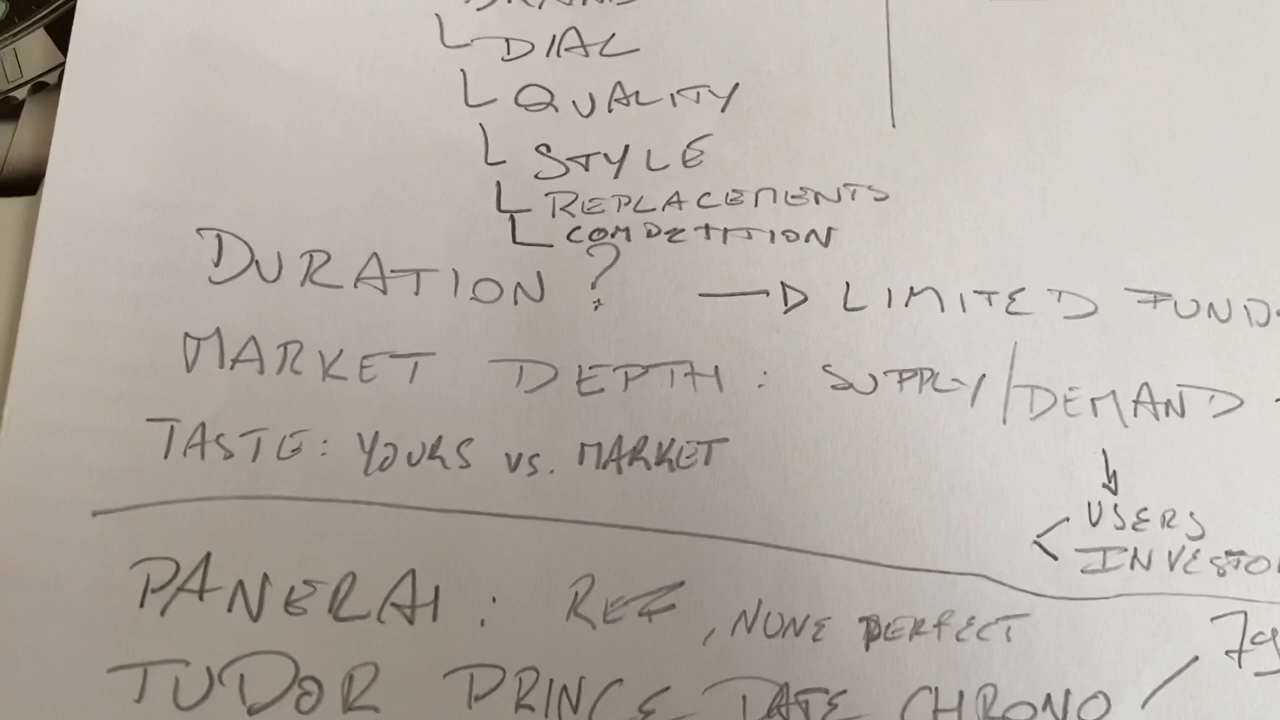 DIAL
QUALITY
STYLE
REPLACEMENTS
COMPETITION
DURATION? → LIMITED FUND
MARKET DEPTH: SUPPLY/DEMAND
TASTE: YOURS vs. MARKET
USERS
INVESTO
PANERAI: REF, NONE PERFECT
TUDOR PRINCE DATE CHRONO / 79